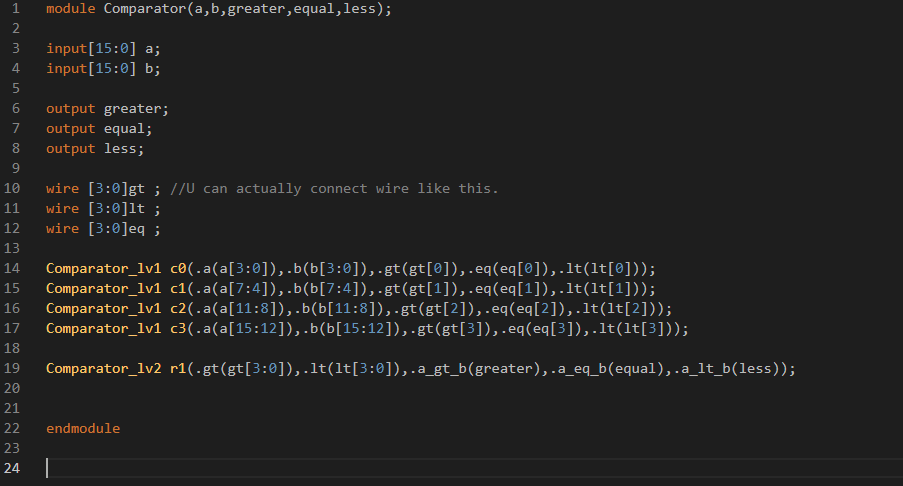 1 module Comparator(a,b,greater,equal,less);
2
3 input[15:0] a;
4 input[15:0] b;
5
6 output greater;
7 output equal;
8 output less;
9
10 wire [3:0]gt ; //U can actually connect wire like this.
11 wire [3:0]lt ;
12 wire [3:0]eq ;
13
14 Comparator_lv1 c0(.a(a[3:0]),.b(b[3:0]),.gt(gt[0]),.eq(eq[0]),.lt(lt[0]));
15 Comparator_lv1 c1(.a(a[7:4]),.b(b[7:4]),.gt(gt[1]),.eq(eq[1]),.lt(lt[1]));
16 Comparator_lv1 c2(.a(a[11:8]),.b(b[11:8]),.gt(gt[2]),.eq(eq[2]),.lt(lt[2]));
17 Comparator_lv1 c3(.a(a[15:12]),.b(b[15:12]),.gt(gt[3]),.eq(eq[3]),.lt(lt[3]));
18
19 Comparator_lv2 r1(.gt(gt[3:0]),.lt(lt[3:0]),.a_gt_b(greater),.a_eq_b(equal),.a_lt_b(less));
20
21
22 endmodule
23
24